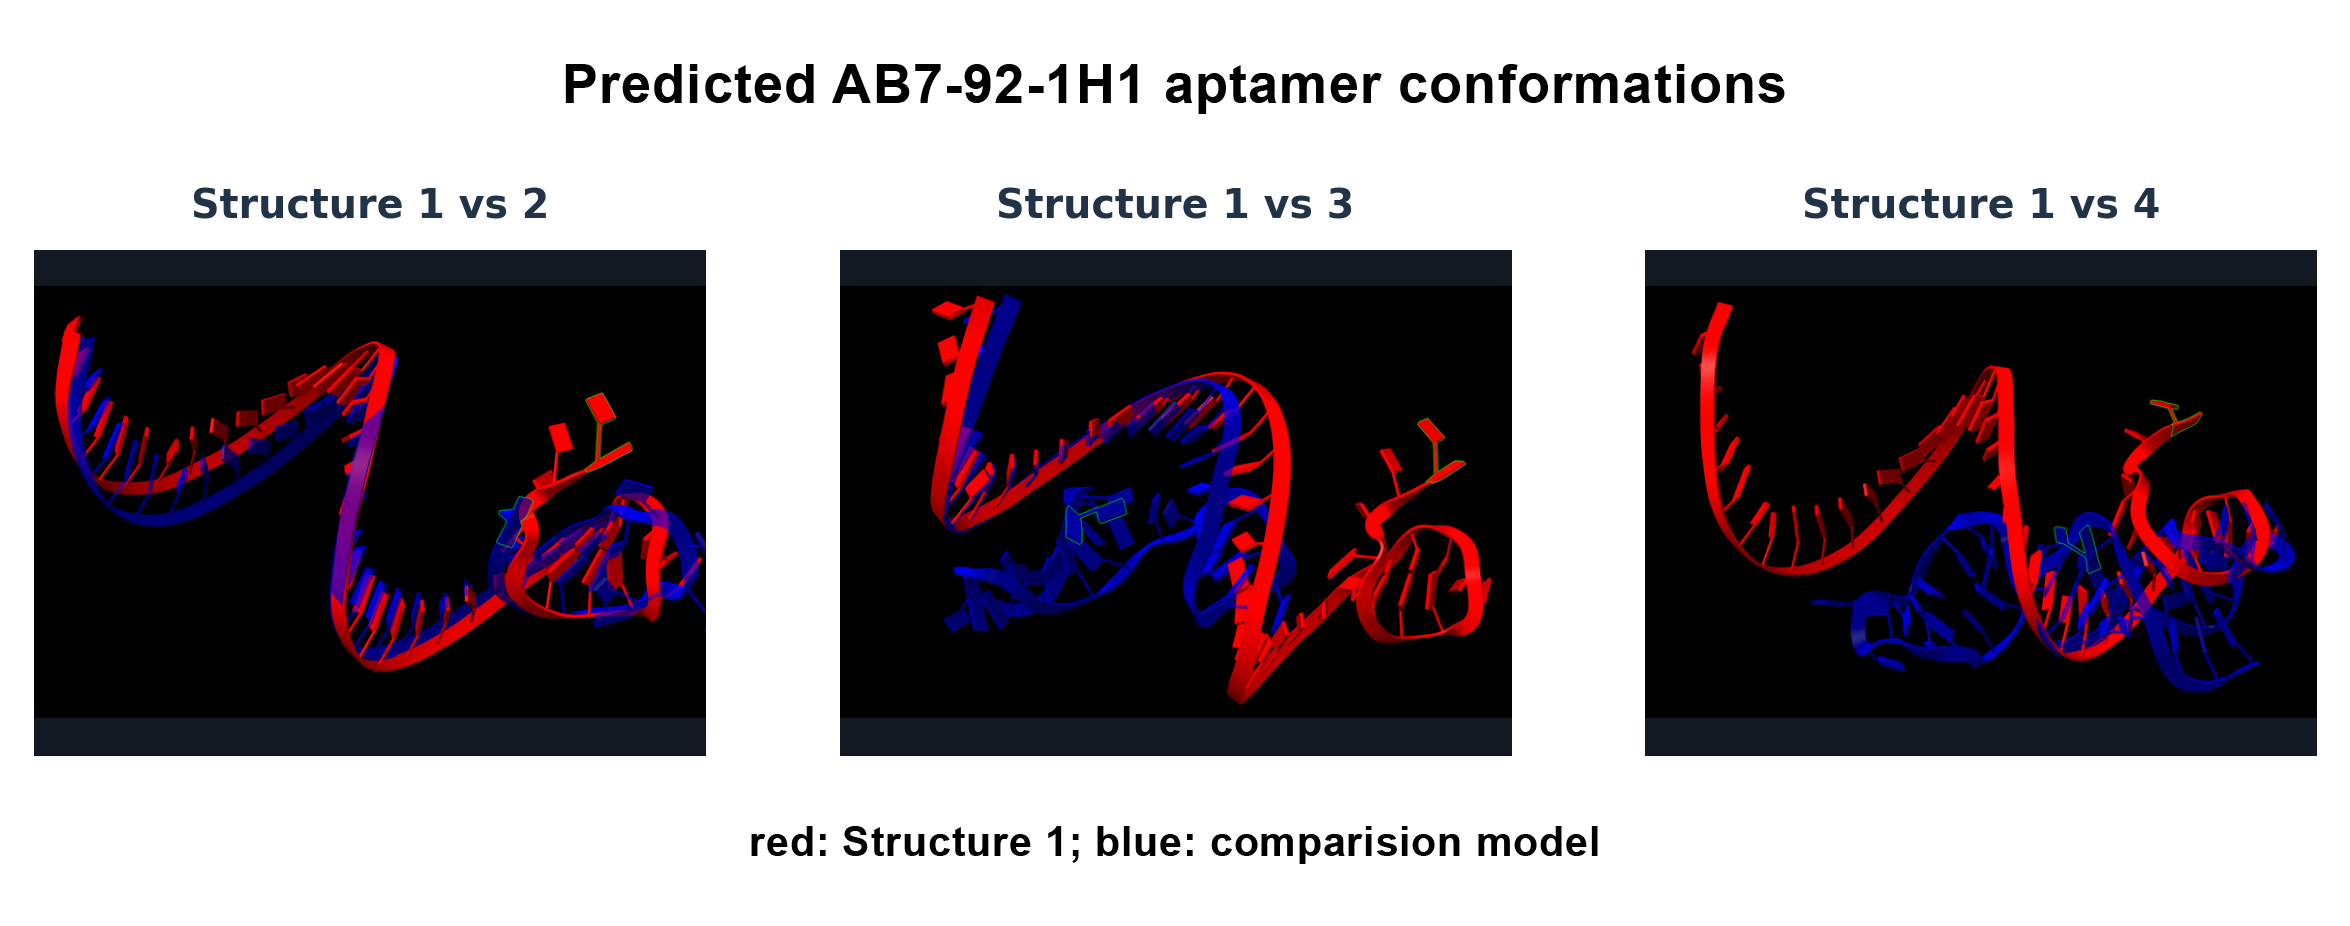 Predicted AB7-92-1H1 aptamer conformations
Structure 1 vs 2
Structure 1 vs 3
Structure 1 vs 4
red: Structure 1; blue: comparision model